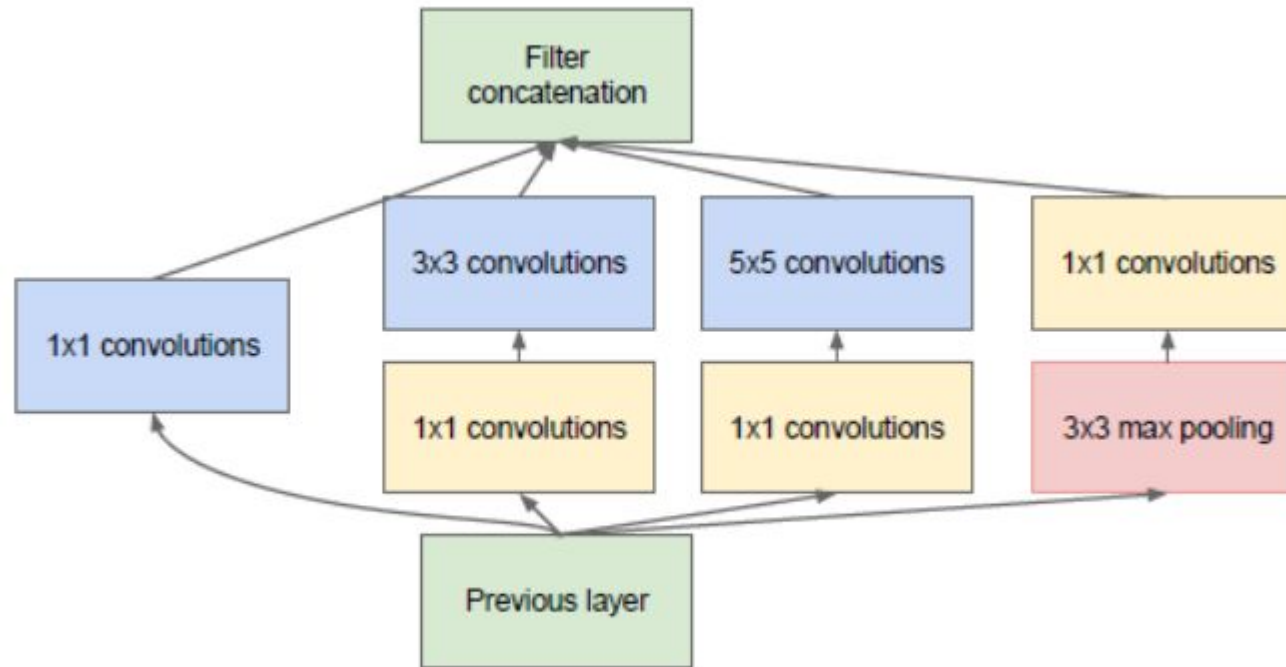 Filter
concatenation
3x3 convolutions
5x5 convolutions
1x1 convolutions
1x1 convolutions
1x1 convolutions
1x1 convolutions
3x3 max pooling
Previous layer